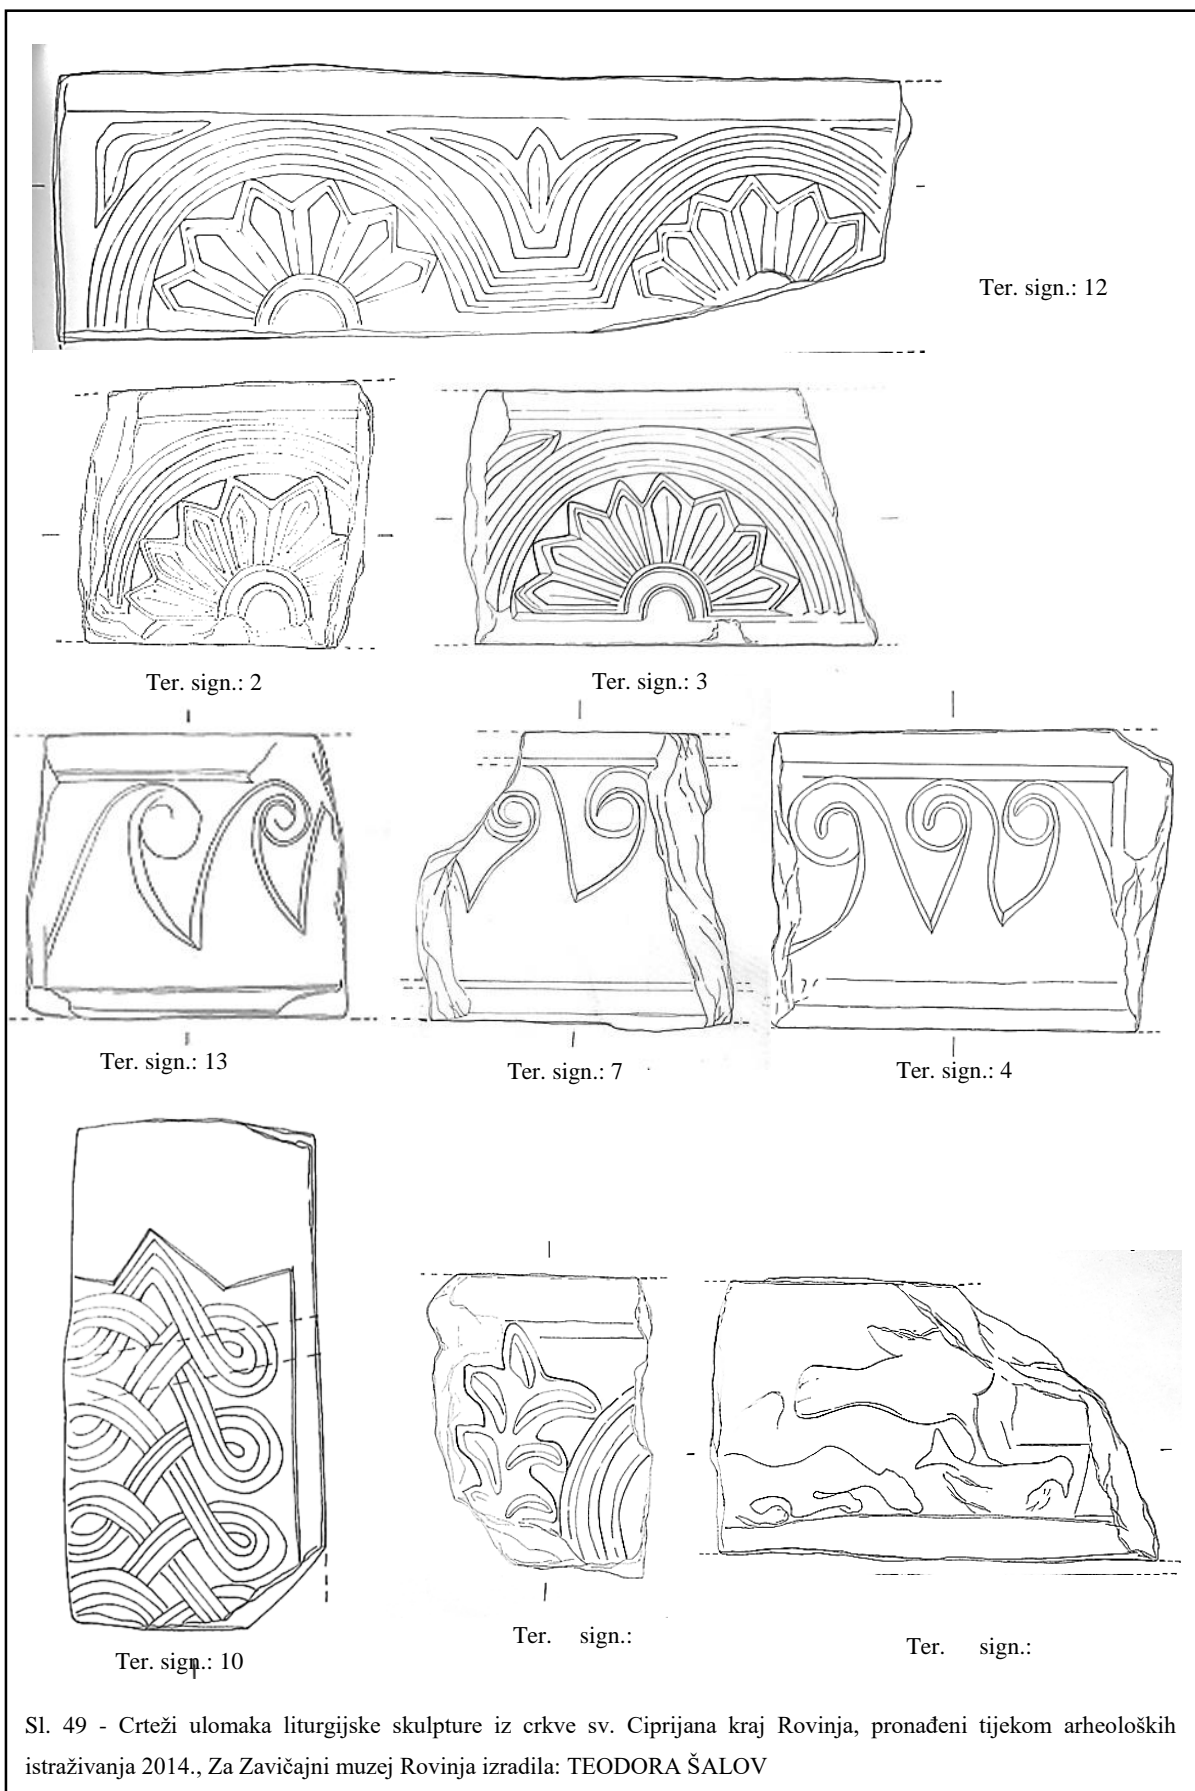 Ter. sign.: 12
Ter. sign.: 2
Ter. sign.: 3
Ter. sign.: 13
Ter. sign.: 7
Ter. sign.: 4
Ter. sign.: 10
Ter. sign.:
Ter. sign.:
Sl. 49 - Crteži ulomaka liturgijske skulpture iz crkve sv. Ciprijana kraj Rovinja, pronađeni tijekom arheoloških
istraživanja 2014., Za Zavičajni muzej Rovinja izradila: TEODORA ŠALOV